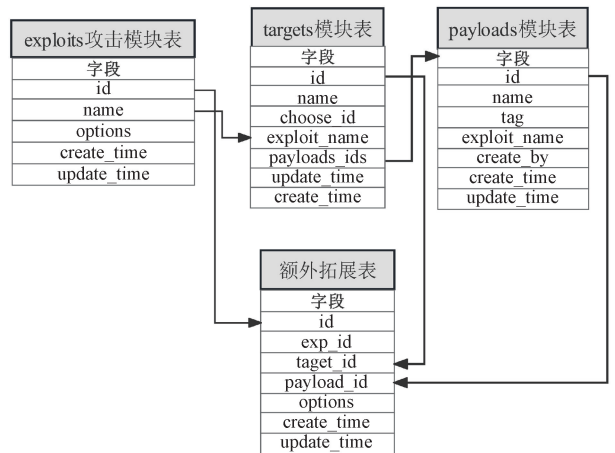 exploits攻击模块表
字段
id
name
options
create_time
update_time
targets模块表
字段
id
name
choose_id
exploit_name
payloads_ids
update_time
create_time
payloads模块表
字段
id
name
tag
exploit_name
create_by
create_time
update_time
额外拓展表
字段
id
exp_id
taget_id
payload_id
options
create_time
update_time